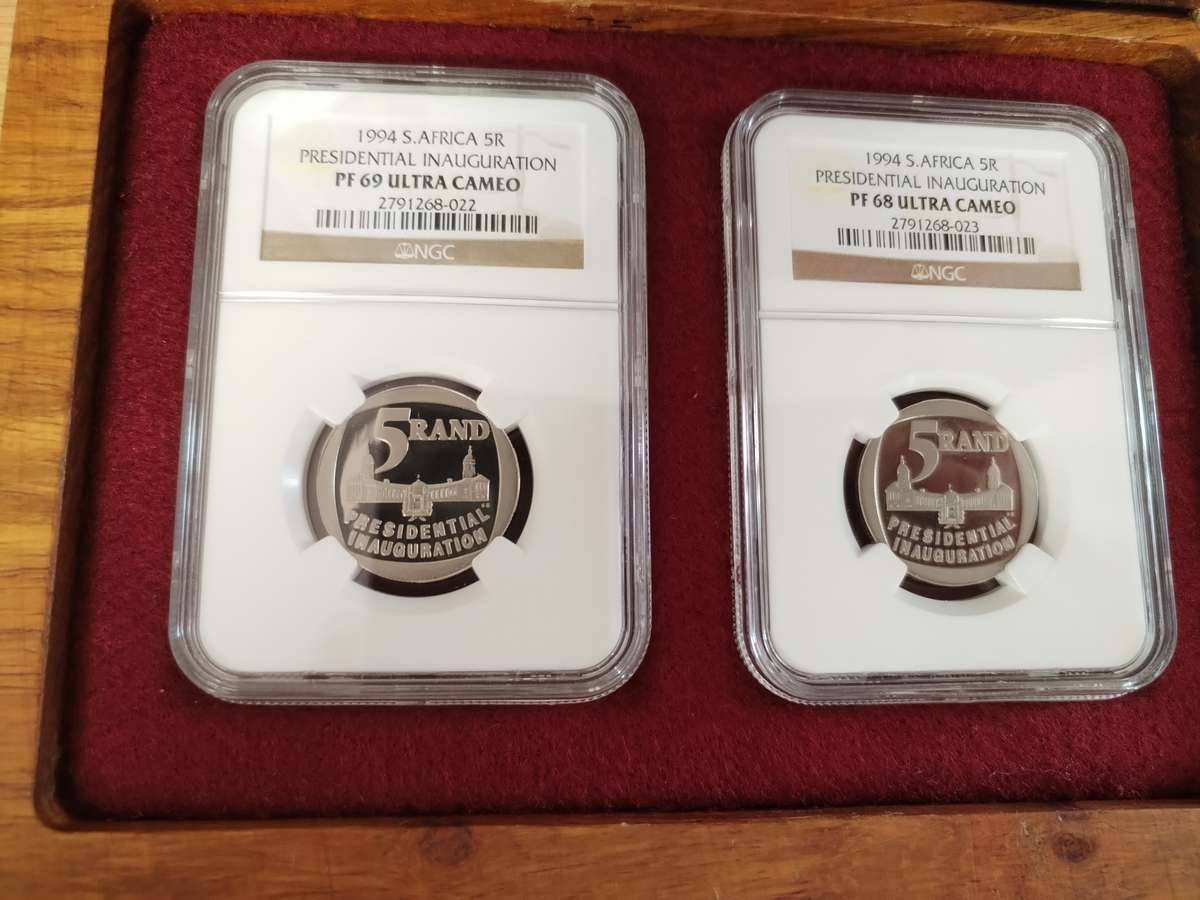 1994 S.AFRICA 5R
PRESIDENTIAL INAUGURATION
PF 69 ULTRA CAMEO
2791268-022
NGC
5 RAND
PRESIDENTIAL
INAUGURATION
1994 S.AFRICA 5R
PRESIDENTIAL INAUGURATION
PF 68 ULTRA CAMEO
2791268-023
NGC
5 RAND
PRESIDENTIAL
INAUGURATION